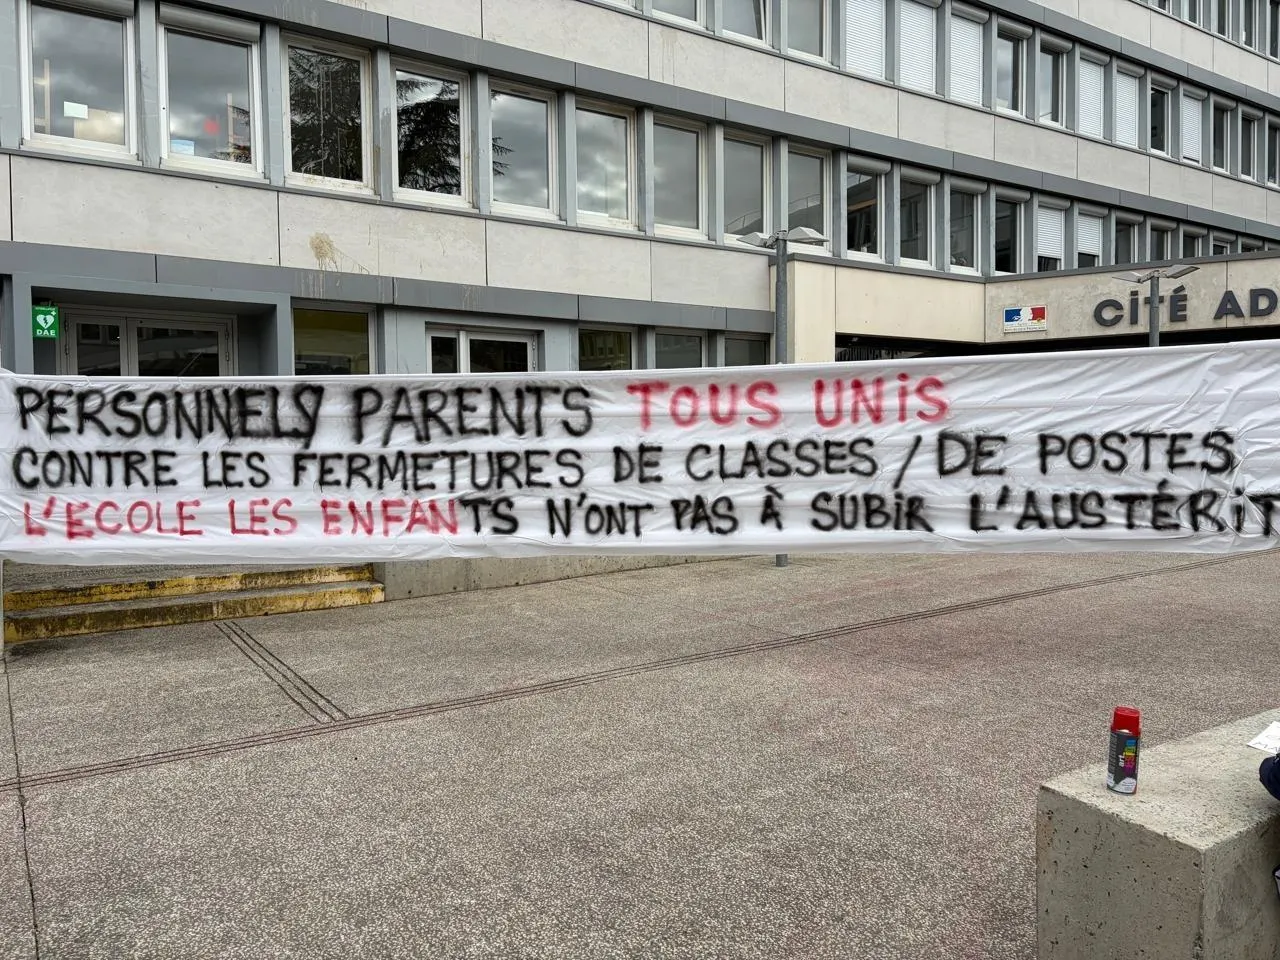 DAE
CiTÉ AD
PERSONNELS PARENTS TOUS UNiS
CONTRE LES FERMETURES DE CLASSES / DE POSTES
L'ECOLE LES ENFANTS N'ONT PAS À SUBiR L'AUSTÉRiT